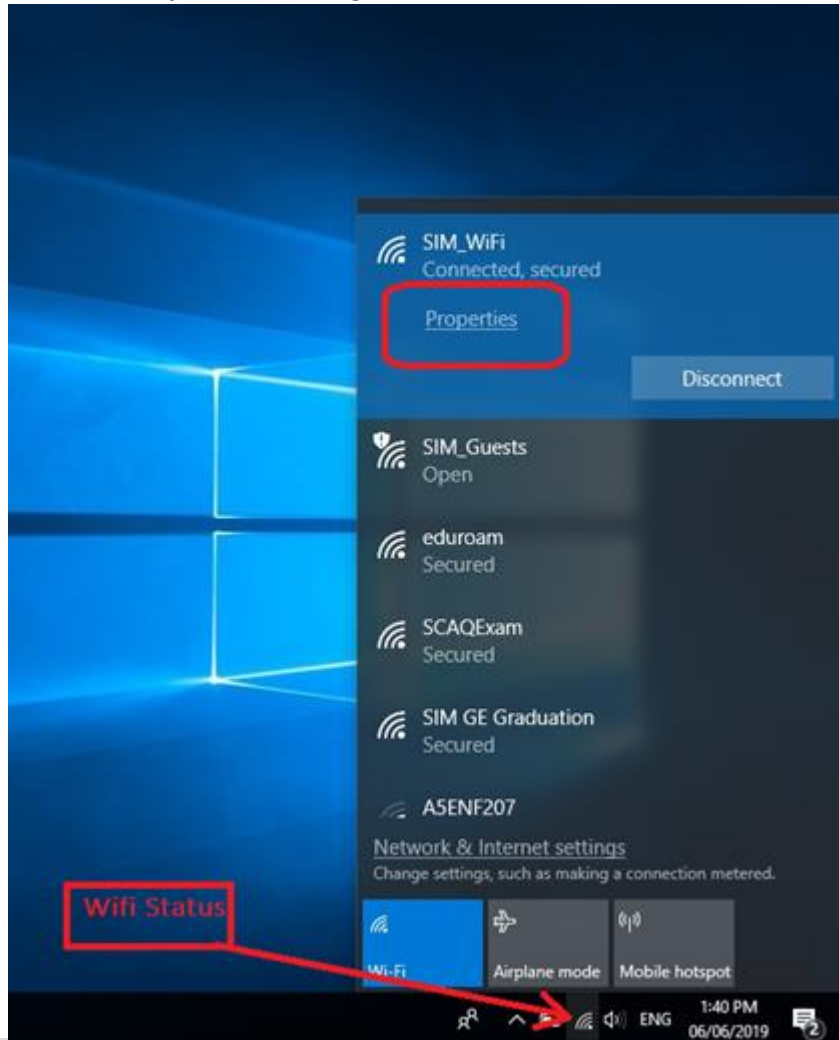 SIM_WiFi
Connected, secured
Properties
Disconnect
SIM_Guests
Open
eduroam
Secured
SCAQExam
Secured
SIM GE Graduation
Secured
A5ENF207
Network & Internet settings
Change settings, such as making a connection metered.
Wifi Status
Wi-Fi
Airplane mode
Mobile hotspot
ENG
1:40 PM
06/06/2019
2